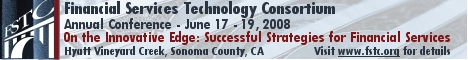 FSTC
Financial Services Technology Consortium
Annual Conference - June 17 - 19, 2008
On the Innovative Edge: Successful Strategies for Financial Services
Hyatt Vineyard Creek, Sonoma County, CA Visit www.fstc.org for details